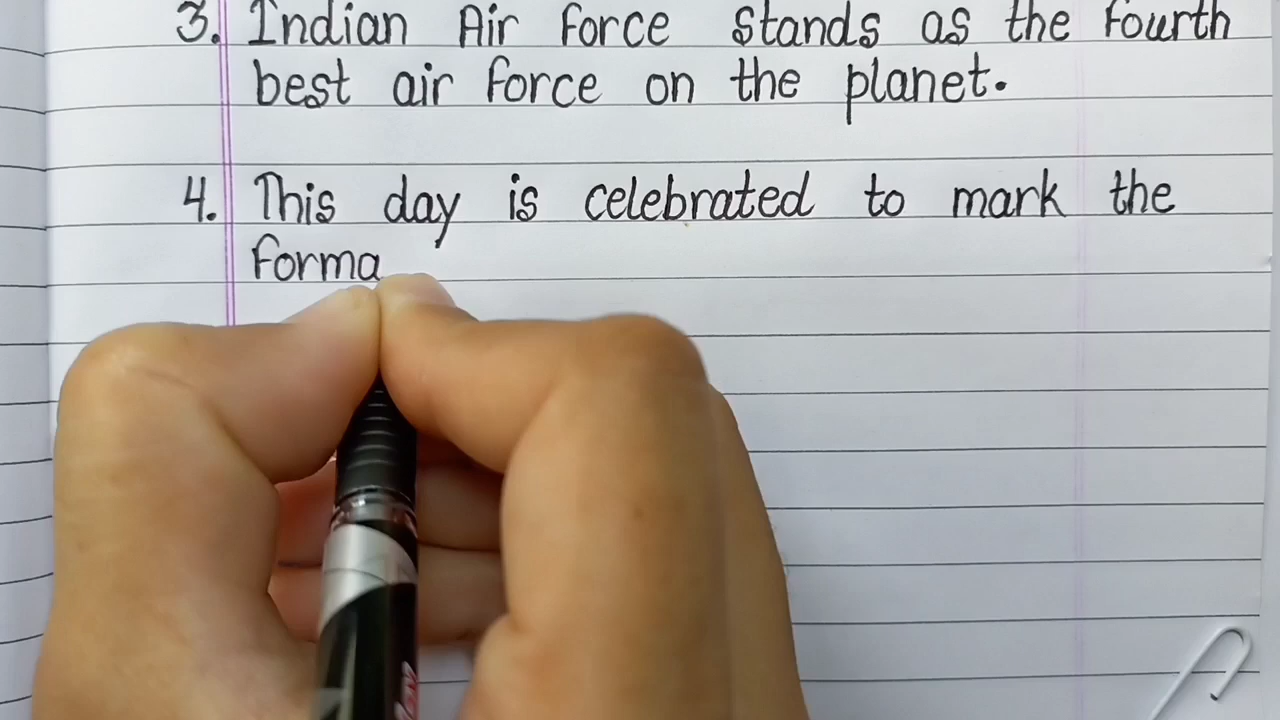 3. Indian Air Force stands as the fourth
best air force on the planet.
4. This day is celebrated to mark the
forma